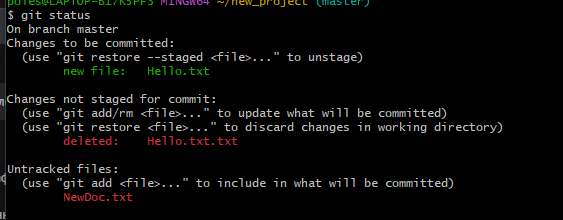 MINGW64 ~/new_project (master)
$ git status
On branch master
Changes to be committed:
  (use "git restore --staged <file>..." to unstage)
        new file:   Hello.txt

Changes not staged for commit:
  (use "git add/rm <file>..." to update what will be committed)
  (use "git restore <file>..." to discard changes in working directory)
        deleted:    Hello.txt.txt

Untracked files:
  (use "git add <file>..." to include in what will be committed)
        NewDoc.txt